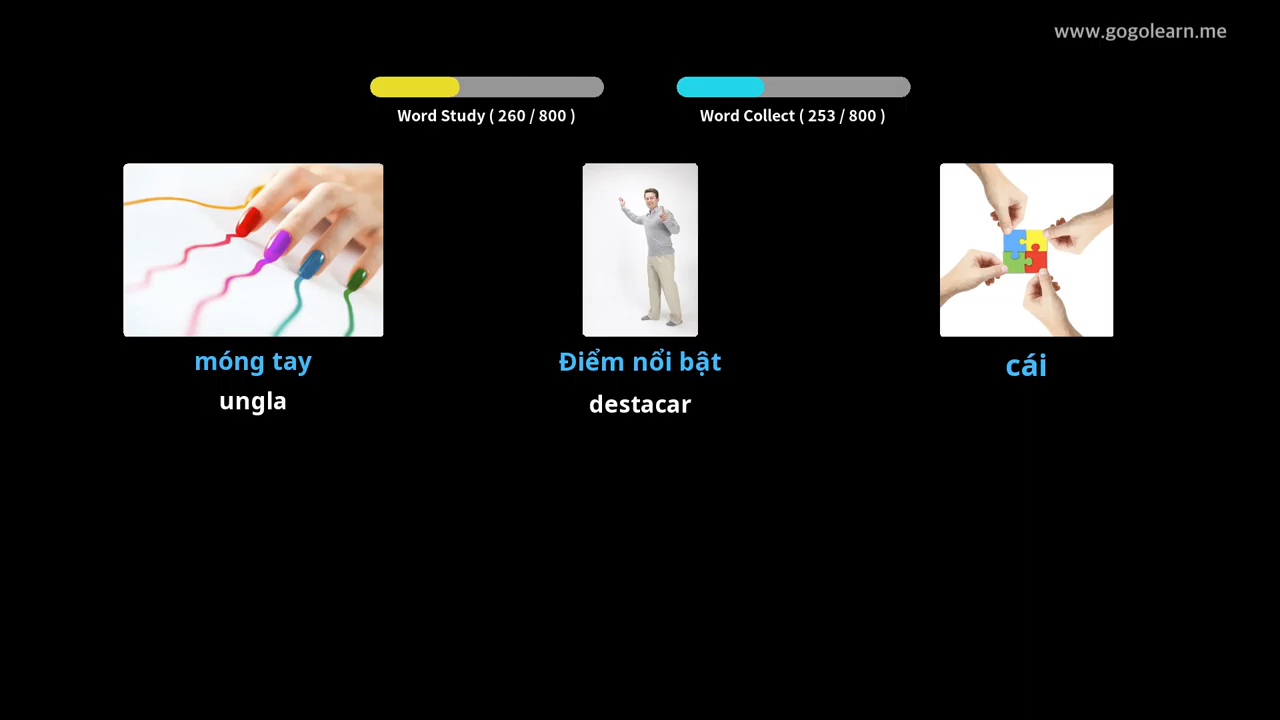 www.gogolearn.me
Word Study ( 260 / 800 )
Word Collect ( 253 / 800 )
móng tay
Điểm nổi bật
cái
ungla
destacar